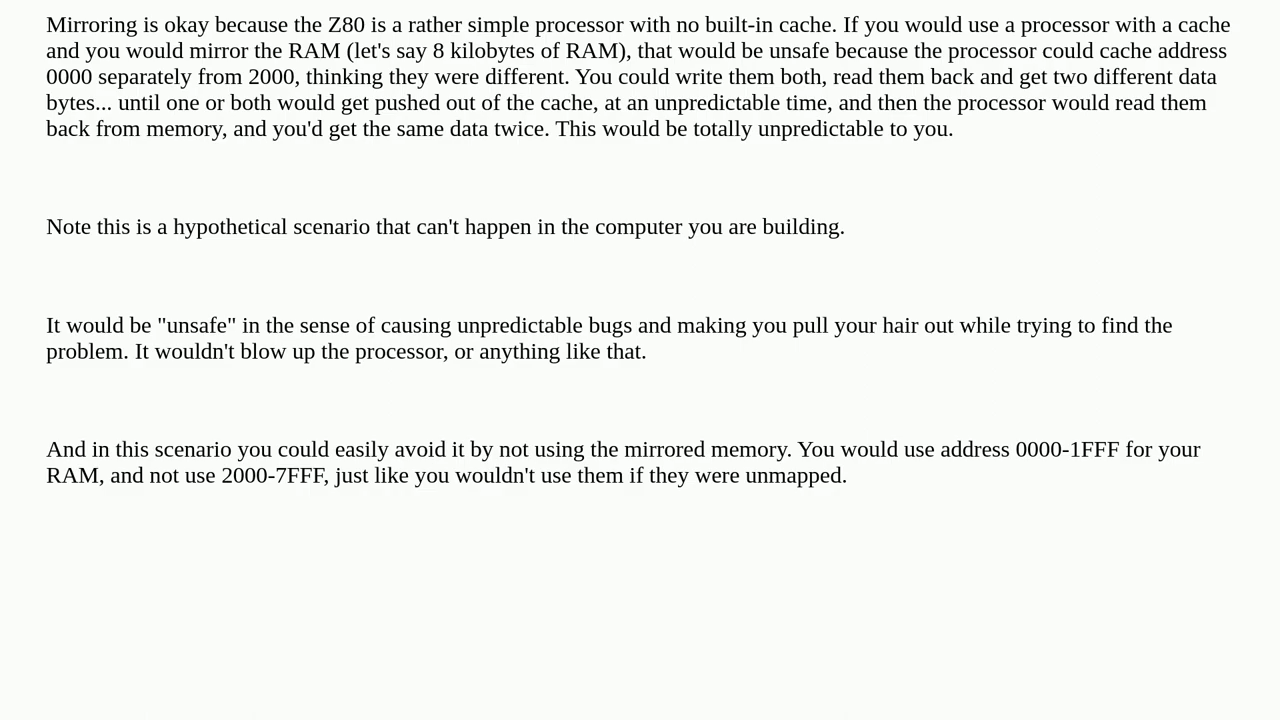 Mirroring is okay because the Z80 is a rather simple processor with no built-in cache. If you would use a processor with a cache
and you would mirror the RAM (let's say 8 kilobytes of RAM), that would be unsafe because the processor could cache address
0000 separately from 2000, thinking they were different. You could write them both, read them back and get two different data
bytes... until one or both would get pushed out of the cache, at an unpredictable time, and then the processor would read them
back from memory, and you'd get the same data twice. This would be totally unpredictable to you.
Note this is a hypothetical scenario that can't happen in the computer you are building.
It would be "unsafe" in the sense of causing unpredictable bugs and making you pull your hair out while trying to find the
problem. It wouldn't blow up the processor, or anything like that.
And in this scenario you could easily avoid it by not using the mirrored memory. You would use address 0000-1FFF for your
RAM, and not use 2000-7FFF, just like you wouldn't use them if they were unmapped.